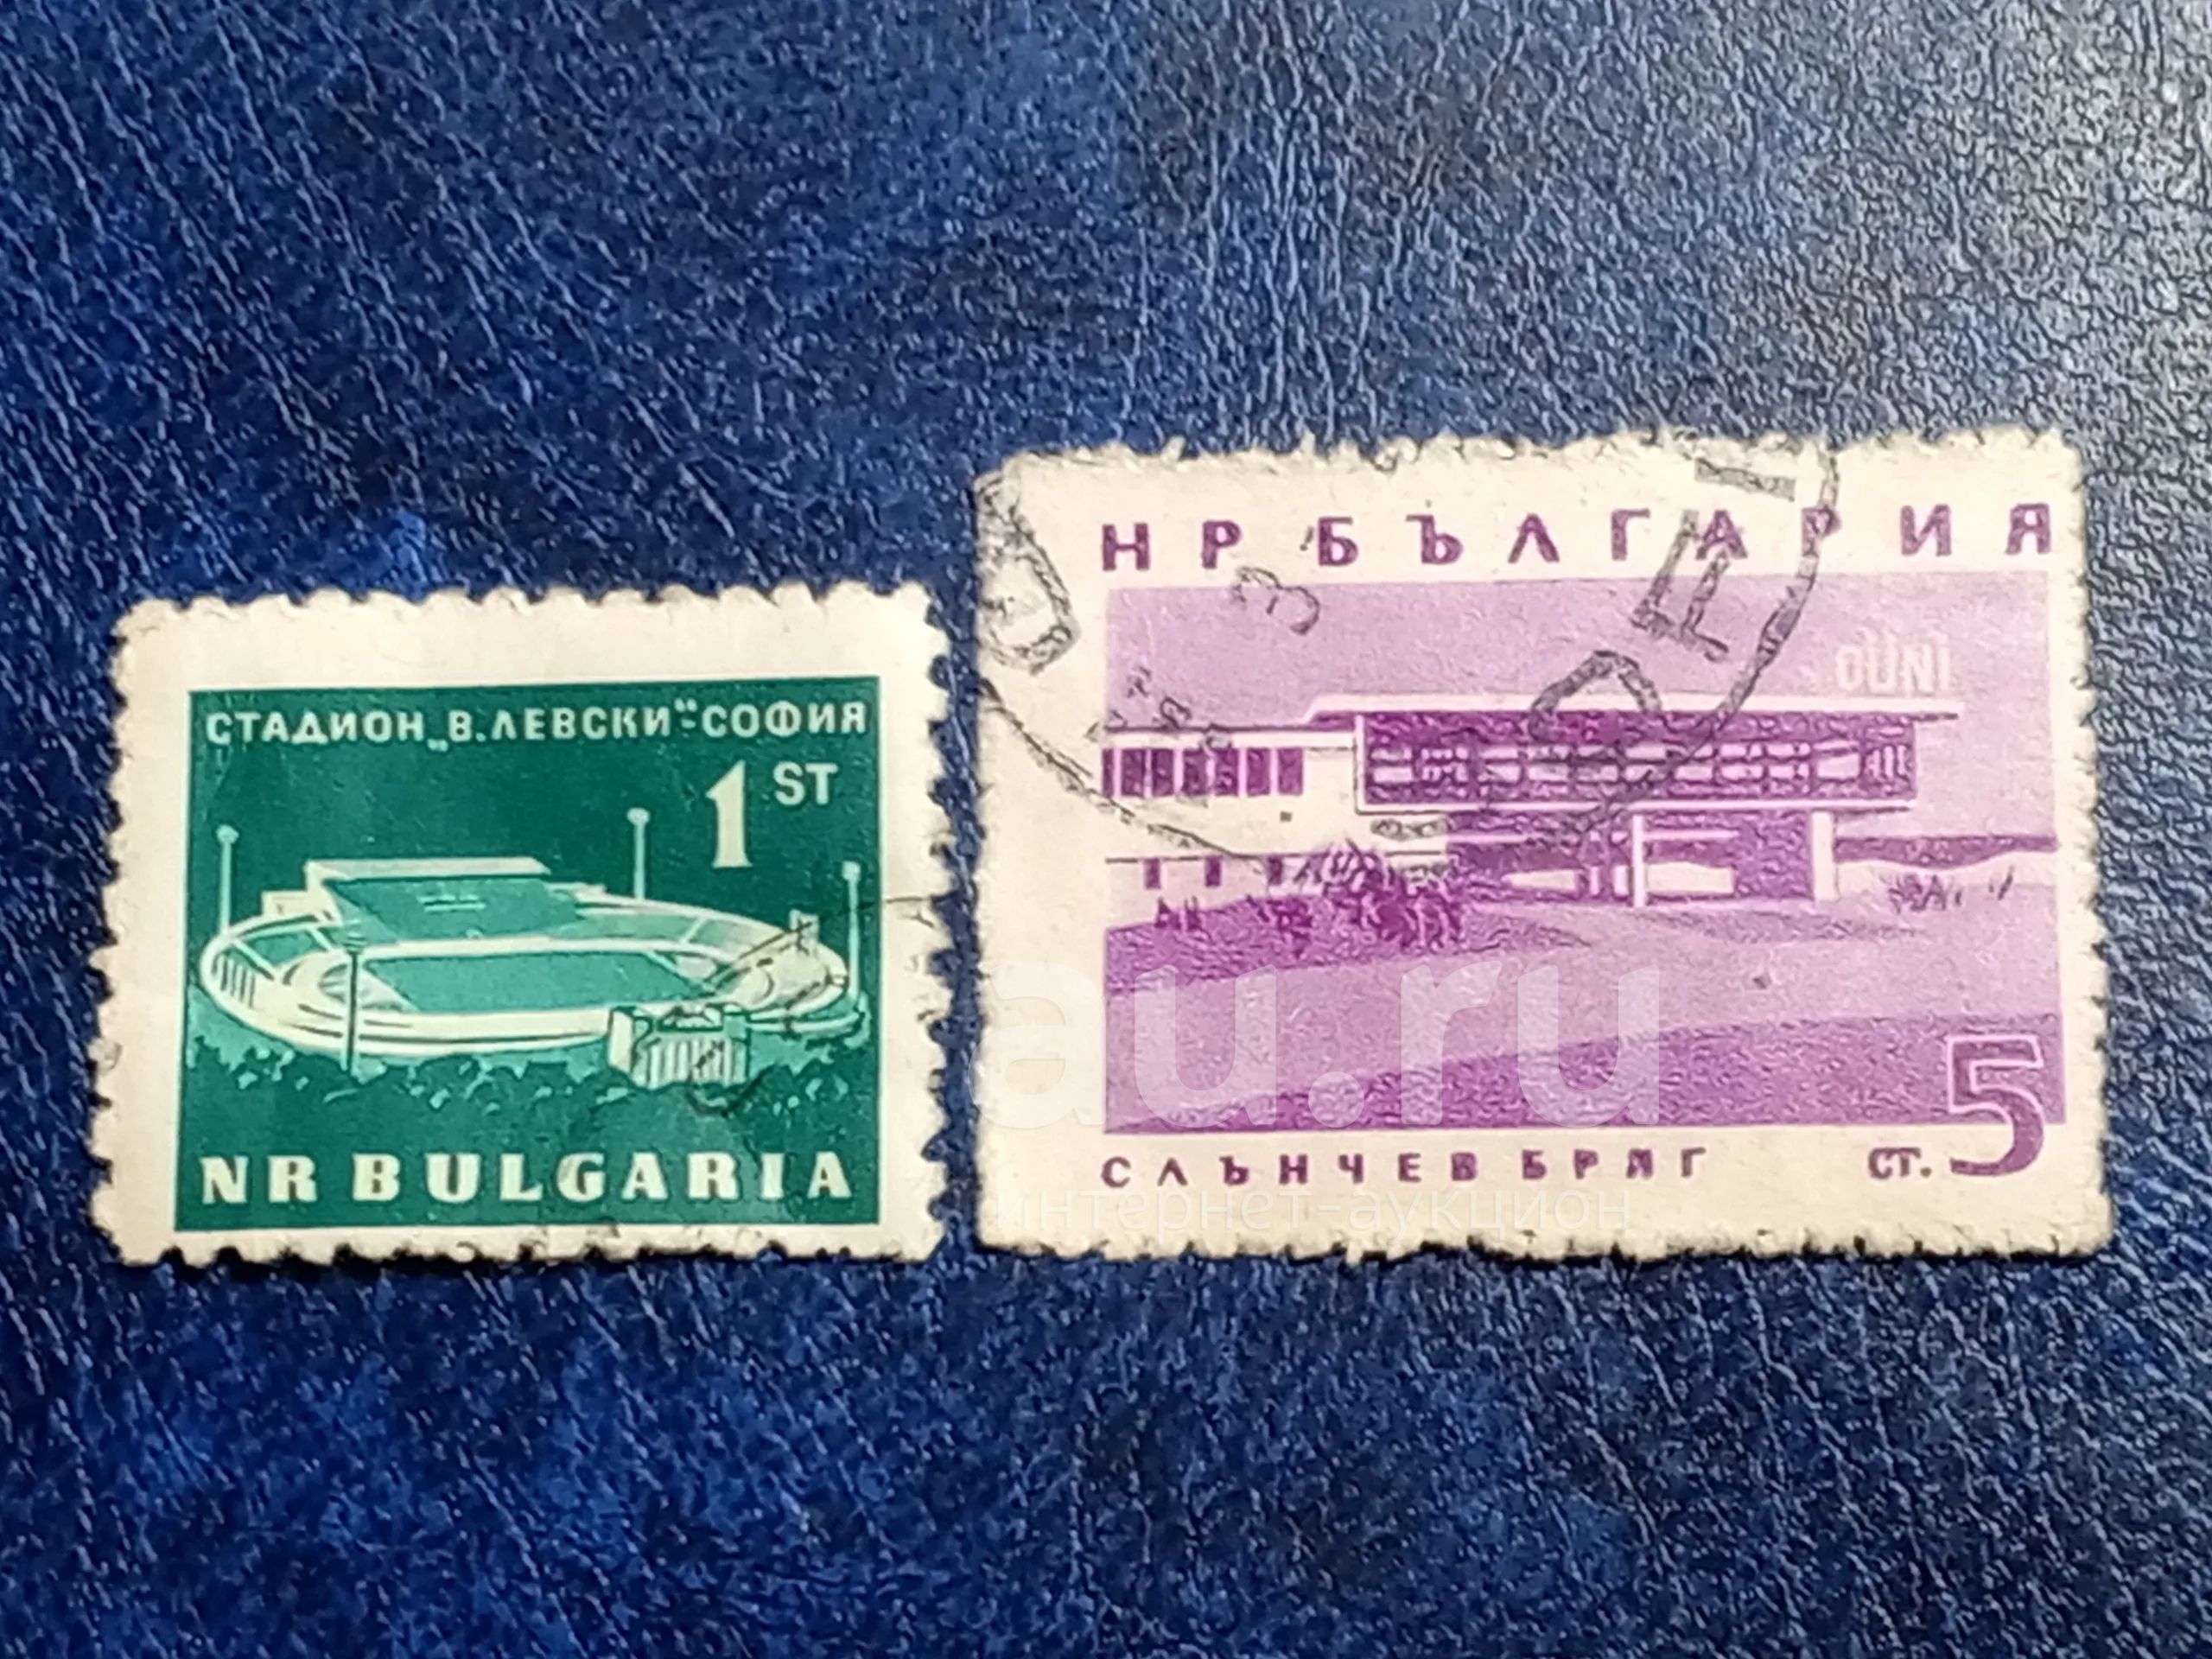 СТАДИОН „В. ЛЕВСКИ"-СОФИЯ
1 ST
NR BULGARIA
НР БЪЛГАРИЯ
DUNI
СЛЪНЧЕВ БРЯГ СТ. 5
au.ru
интернет-аукцион